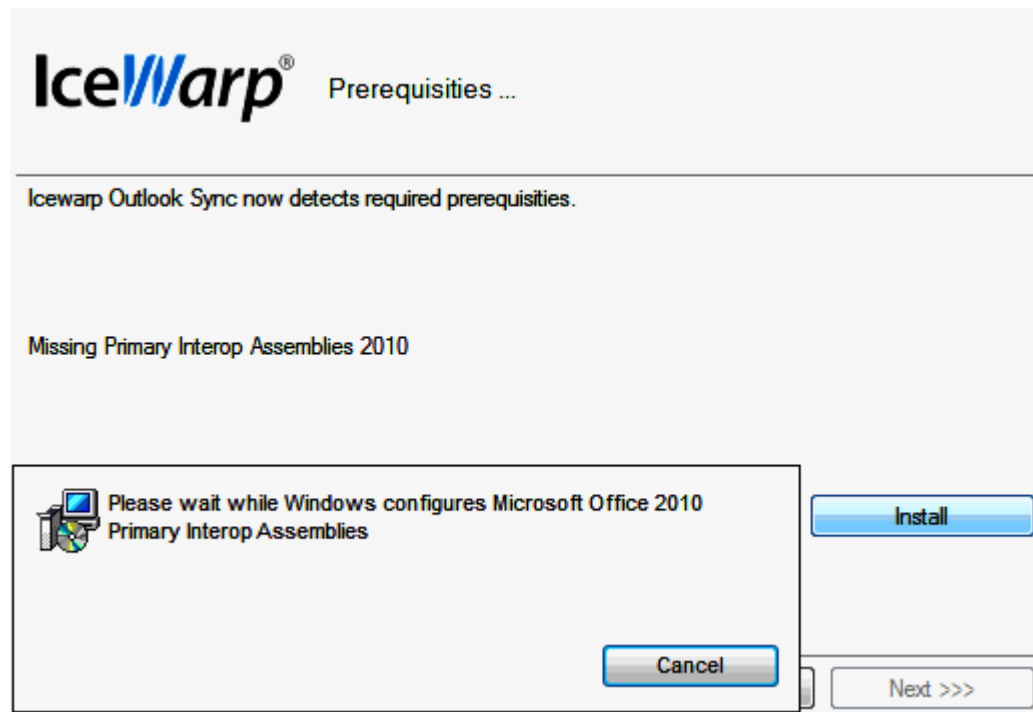 IceWarp® Prerequisities ...
Icewarp Outlook Sync now detects required prerequisities.
Missing Primary Interop Assemblies 2010
Please wait while Windows configures Microsoft Office 2010
Primary Interop Assemblies
Install
Cancel
Next >>>